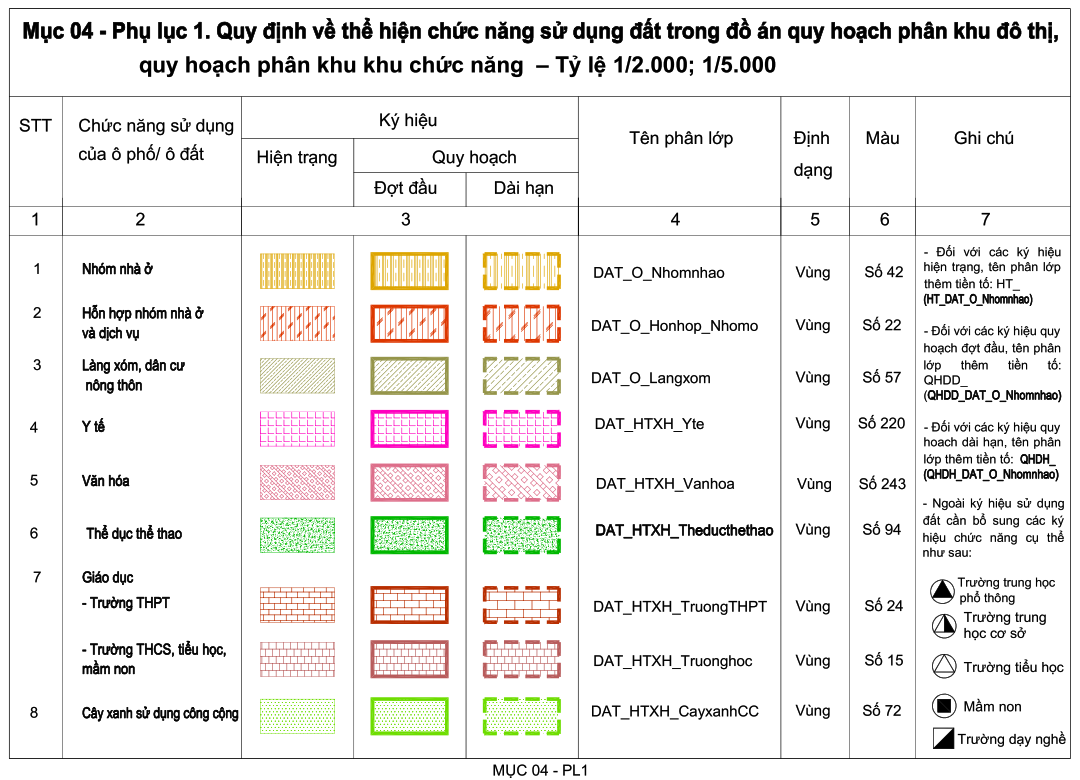 Mục 04 - Phụ lục 1. Quy định về thể hiện chức năng sử dụng đất trong đồ án quy hoạch phân khu đô thị,
quy hoạch phân khu khu chức năng – Tỷ lệ 1/2.000; 1/5.000
STT
Chức năng sử dụng
của ô phố/ ô đất
Ký hiệu
Hiện trạng
Quy hoạch
Đợt đầu
Dài hạn
Tên phân lớp
Định
dạng
Màu
Ghi chú
1 2 3 4 5 6 7
1 Nhóm nhà ở DAT_O_Nhomnhao Vùng Số 42
2 Hỗn hợp nhóm nhà ở
và dịch vụ DAT_O_Honhop_Nhomo Vùng Số 22
3 Làng xóm, dân cư
nông thôn DAT_O_Langxom Vùng Số 57
4 Y tế DAT_HTXH_Yte Vùng Số 220
5 Văn hóa DAT_HTXH_Vanhoa Vùng Số 243
6 Thể dục thể thao DAT_HTXH_Theducthethao Vùng Số 94
7 Giáo dục
- Trường THPT DAT_HTXH_TruongTHPT Vùng Số 24
- Trường THCS, tiểu học,
mầm non DAT_HTXH_Truonghoc Vùng Số 15
8 Cây xanh sử dụng công cộng DAT_HTXH_CayxanhCC Vùng Số 72
- Đối với các ký hiệu
hiện trạng, tên phân lớp
thêm tiền tố: HT_
(HT_DAT_O_Nhomnhao)
- Đối với các ký hiệu quy
hoạch đợt đầu, tên phân
lớp thêm tiền tố:
QHDD_
(QHDD_DAT_O_Nhomnhao)
- Đối với các ký hiệu quy
hoach dài hạn, tên phân
lớp thêm tiền tố: QHDH_
(QHDH_DAT_O_Nhomnhao)
- Ngoài ký hiệu sử dụng
đất cần bổ sung các ký
hiệu chức năng cụ thể
như sau:
Trường trung học
phổ thông
Trường trung
học cơ sở
Trường tiểu học
Mầm non
Trường dạy nghề
MỤC 04 - PL1